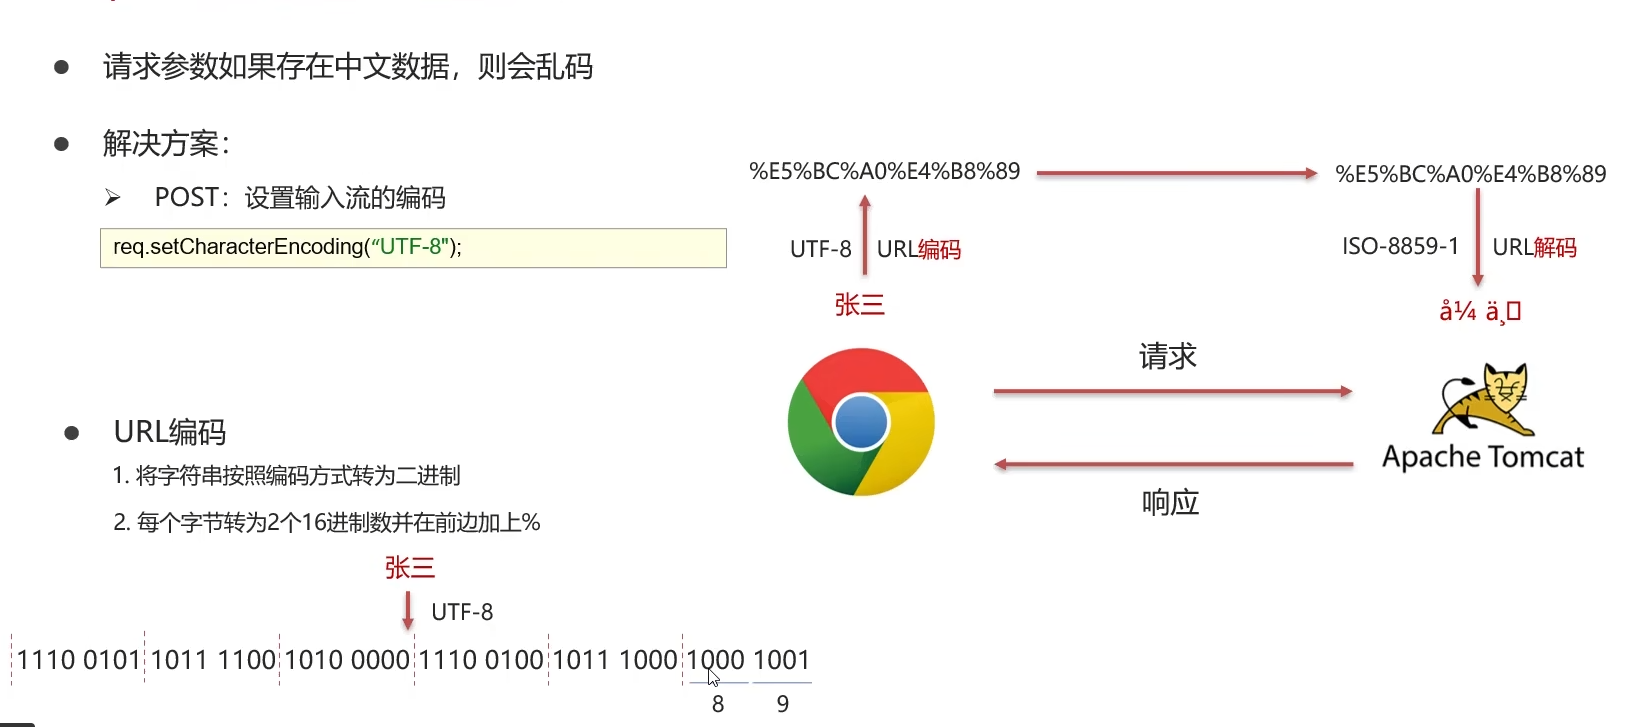 请求参数如果存在中文数据，则会乱码
解决方案：
POST：设置输入流的编码
req.setCharacterEncoding(“UTF-8");
URL编码
1. 将字符串按照编码方式转为二进制
2. 每个字节转为2个16进制数并在前边加上%
张三
UTF-8
1110 0101 1011 1100 1010 0000 1110 0100 1011 1000 1000 1001
8 9
%E5%BC%A0%E4%B8%89 %E5%BC%A0%E4%B8%89
UTF-8 URL编码
张三
ISO-8859-1 URL解码
å¼ ä¸
请求
响应
Apache Tomcat